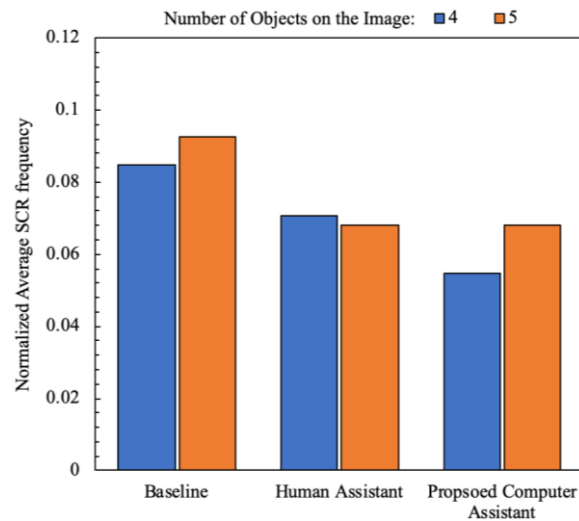 Number of Objects on the Image: 4 5
Normalized Average SCR frequency
0.12
0.1
0.08
0.06
0.04
0.02
0
Baseline
Human Assistant
Propsoed Computer
Assistant